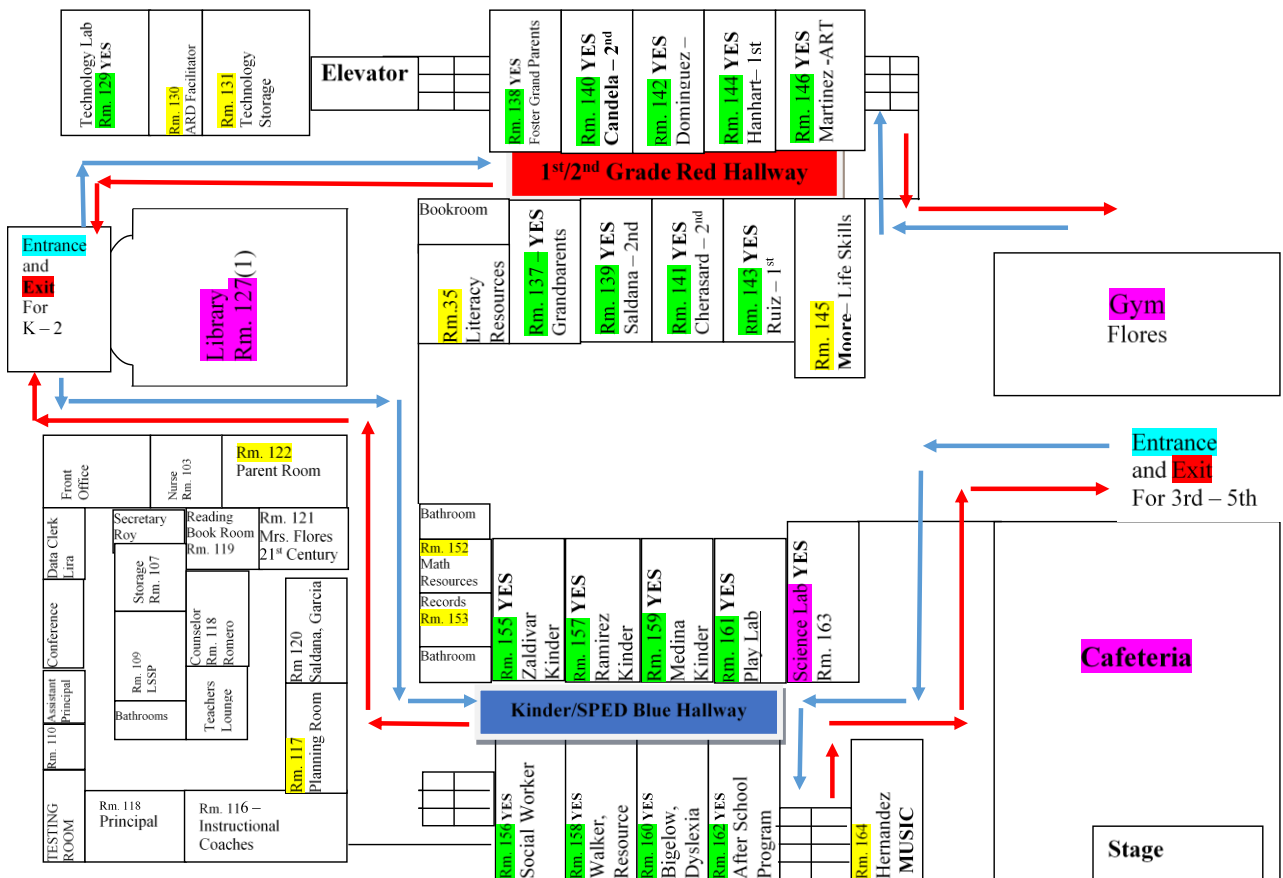 Technology Lab
Rm. 129 YES
Rm. 130
ARD Facilitator
Rm. 131
Technology
Storage
Elevator
Rm. 138 YES
Foster Grand Parents
Rm. 140 YES
Candela – 2nd
Rm. 142 YES
Dominguez –
Rm. 144 YES
Hanhart– 1st
Rm. 146 YES
Martinez -ART
1st/2nd Grade Red Hallway
Entrance
and
Exit
For
K – 2
Library
Rm. 127(1)
Bookroom
Rm.35
Literacy
Resources
Rm. 137 – YES
Grandparents
Rm. 139 YES
Saldana – 2nd
Rm. 141 YES
Cherasard – 2nd
Rm. 143 YES
Ruiz – 1st
Rm. 145
Moore– Life Skills
Gym
Flores
Entrance
and Exit
For 3rd – 5th
Front
Office
Nurse
Rm. 103
Rm. 122
Parent Room
Data Clerk
Lira
Secretary
Roy
Reading
Book Room
Rm. 119
Rm. 121
Mrs. Flores
21st Century
Storage
Rm. 107
Conference
Counselor
Rm. 118
Romero
Rm 120
Saldana, Garcia
Rm. 109
LSSP
Assistant
Principal
Bathrooms
Teachers
Lounge
Rm. 117
Planning Room
Rm. 110
TESTING
ROOM
Rm. 118
Principal
Rm. 116 –
Instructional
Coaches
Bathroom
Rm. 152
Math
Resources
Records
Rm. 153
Bathroom
Rm. 155 YES
Zaldivar
Kinder
Rm. 157 YES
Ramirez
Kinder
Rm. 159 YES
Medina
Kinder
Rm. 161 YES
Play Lab
Science Lab YES
Rm. 163
Kinder/SPED Blue Hallway
Rm. 156 YES
Social Worker
Rm. 158 YES
Walker,
Resource
Rm. 160 YES
Bigelow,
Dyslexia
Rm. 162 YES
After School
Program
Rm. 164
Hernandez
MUSIC
Cafeteria
Stage